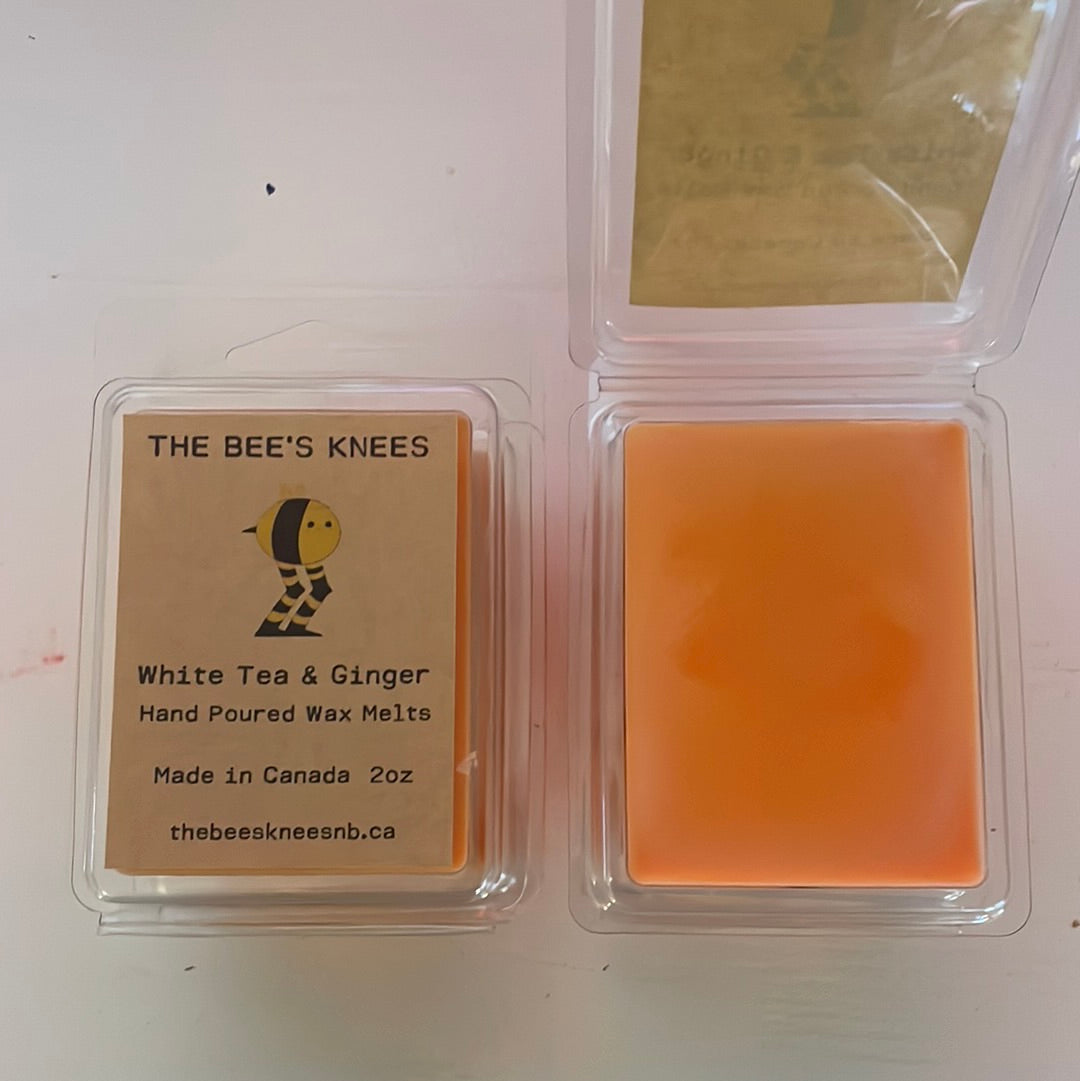 THE BEE'S KNEES
White Tea & Ginger
Hand Poured Wax Melts
Made in Canada 2oz
thebeeskneesnb.ca